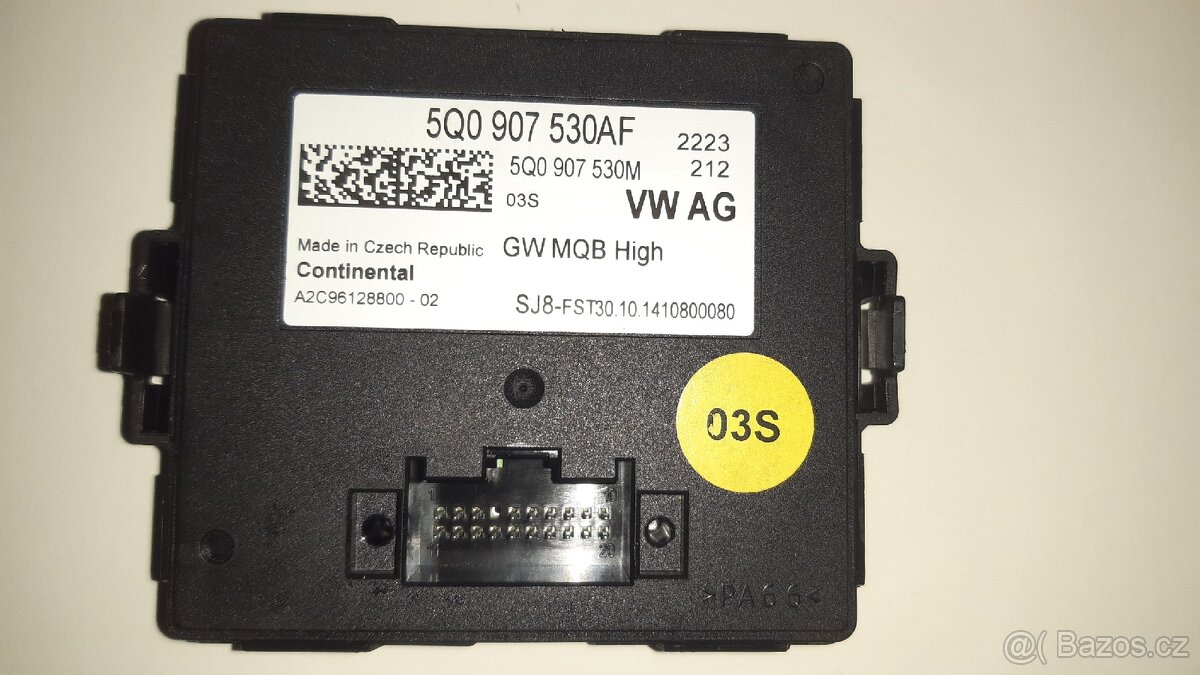 5Q0 907 530AF 2223
5Q0 907 530M 212
03S VW AG
Made in Czech Republic GW MQB High
Continental
A2C96128800 - 02 SJ8-FST30.10.1410800080
03S
1 10
11 20
>PA66<
@( Bazos.cz